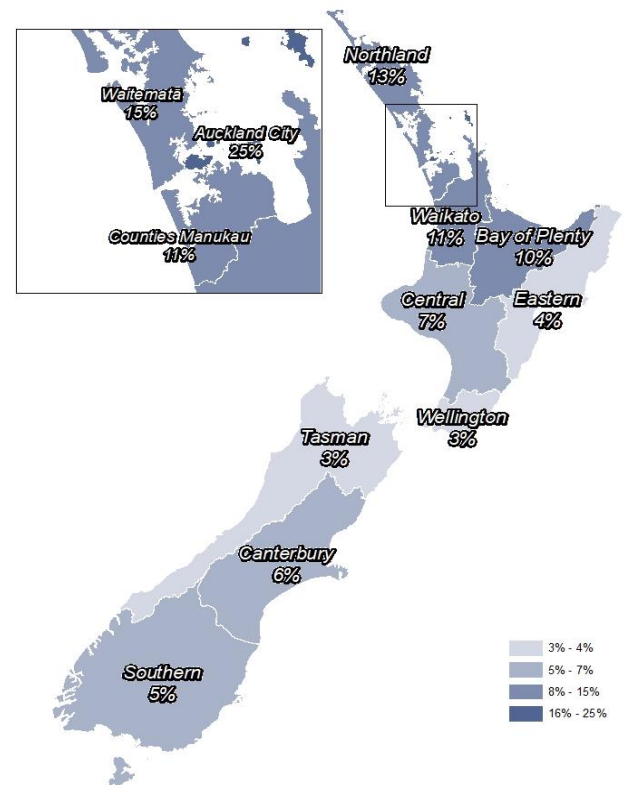 Northland
13%
Waitematā
15%
Auckland City
25%
Counties Manukau
11%
Waikato
11%
Bay of Plenty
10%
Central
7%
Eastern
4%
Wellington
3%
Tasman
3%
Canterbury
6%
Southern
5%
3% - 4%
5% - 7%
8% - 15%
16% - 25%